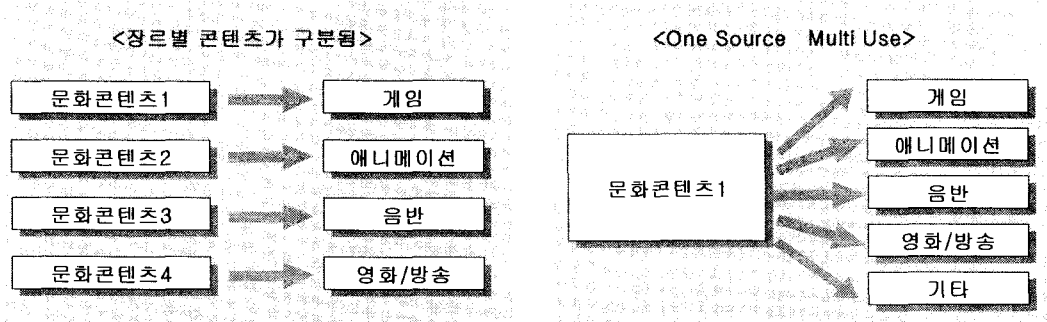 <장르별 콘텐츠가 구분됨>
문화콘텐츠1
게임
문화콘텐츠2
애니메이션
문화콘텐츠3
음반
문화콘텐츠4
영화/방송
<One Source Multi Use>
문화콘텐츠1
게임
애니메이션
음반
영화/방송
기타